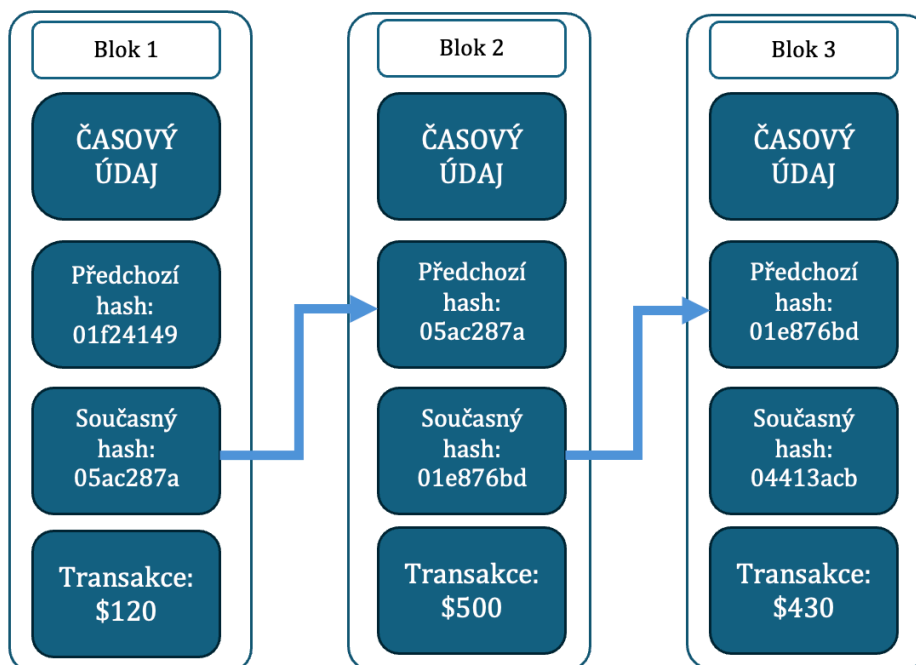 Blok 1
ČASOVÝ
ÚDAJ
Předchozí
hash:
01f24149
Současný
hash:
05ac287a
Transakce:
$120
Blok 2
ČASOVÝ
ÚDAJ
Předchozí
hash:
05ac287a
Současný
hash:
01e876bd
Transakce:
$500
Blok 3
ČASOVÝ
ÚDAJ
Předchozí
hash:
01e876bd
Současný
hash:
04413acb
Transakce:
$430